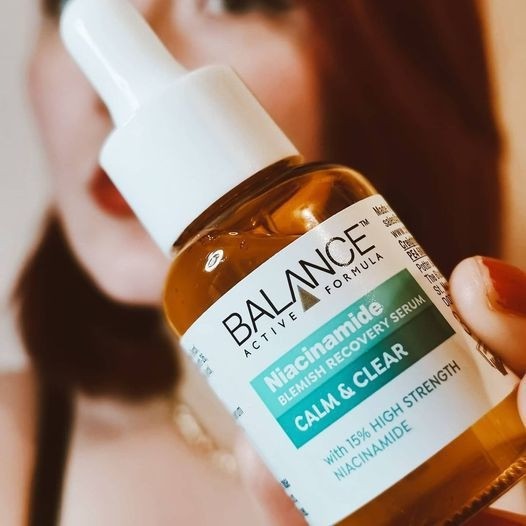 BALANCE™
ACTIVE FORMULA
Niacinamide
BLEMISH RECOVERY SERUM
CALM & CLEAR
with 15% HIGH STRENGTH
NIACINAMIDE